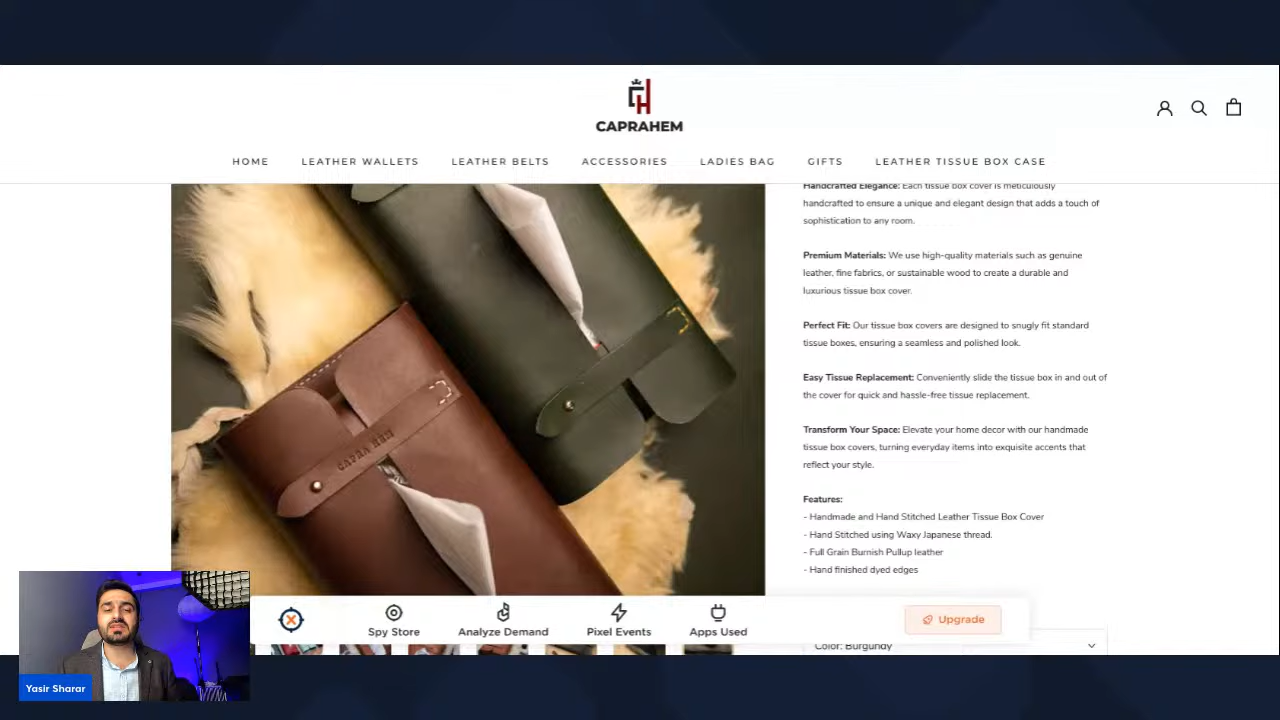 CAPRAHEM
HOME LEATHER WALLETS LEATHER BELTS ACCESSORIES LADIES BAG GIFTS LEATHER TISSUE BOX CASE
Handcrafted Elegance: Each tissue box cover is meticulously
handcrafted to ensure a unique and elegant design that adds a touch of
sophistication to any room.
Premium Materials: We use high-quality materials such as genuine
leather, fine fabrics, or sustainable wood to create a durable and
luxurious tissue box cover.
Perfect Fit: Our tissue box covers are designed to snugly fit standard
tissue boxes, ensuring a seamless and polished look.
Easy Tissue Replacement: Conveniently slide the tissue box in and out of
the cover for quick and hassle-free tissue replacement.
Transform Your Space: Elevate your home decor with our handmade
tissue box covers, turning everyday items into exquisite accents that
reflect your style.
Features:
- Handmade and Hand Stitched Leather Tissue Box Cover
- Hand Stitched using Waxy Japanese thread.
- Full Grain Burnish Pullup leather
- Hand finished dyed edges
Color: Burgundy
CAPRA HEM
Spy Store Analyze Demand Pixel Events Apps Used Upgrade
Yasir Sharar